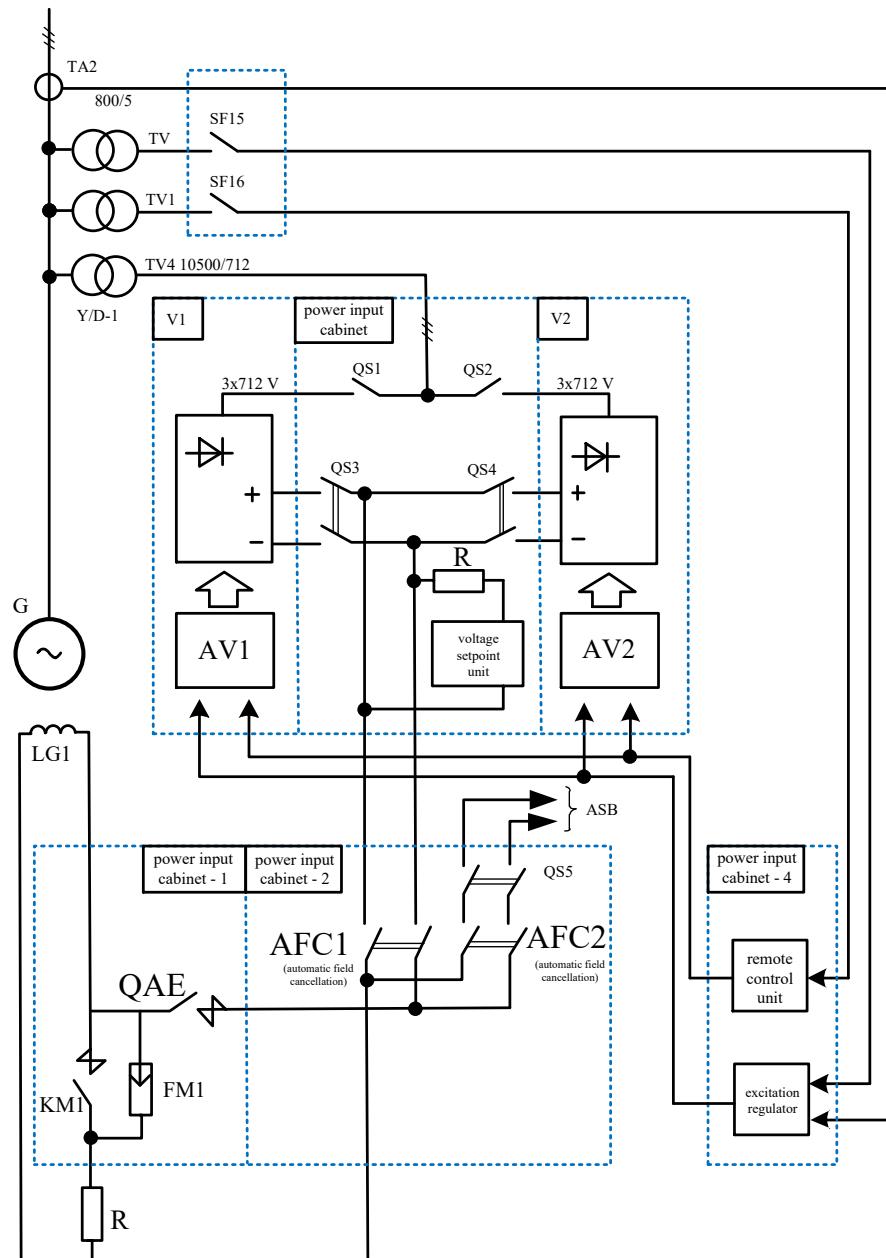 TA2
800/5
TV
SF15
TV1
SF16
TV4 10500/712
Y/D-1
V1
power input
cabinet
V2
QS1
QS2
3x712 V
3x712 V
QS3
QS4
+
+
−
−
R
G
AV1
voltage
setpoint
unit
AV2
LG1
ASB
power input
cabinet - 1
power input
cabinet - 2
QS5
power input
cabinet - 4
AFC1
(automatic field
cancellation)
AFC2
(automatic field
cancellation)
remote
control
unit
QAE
KM1
FM1
excitation
regulator
R